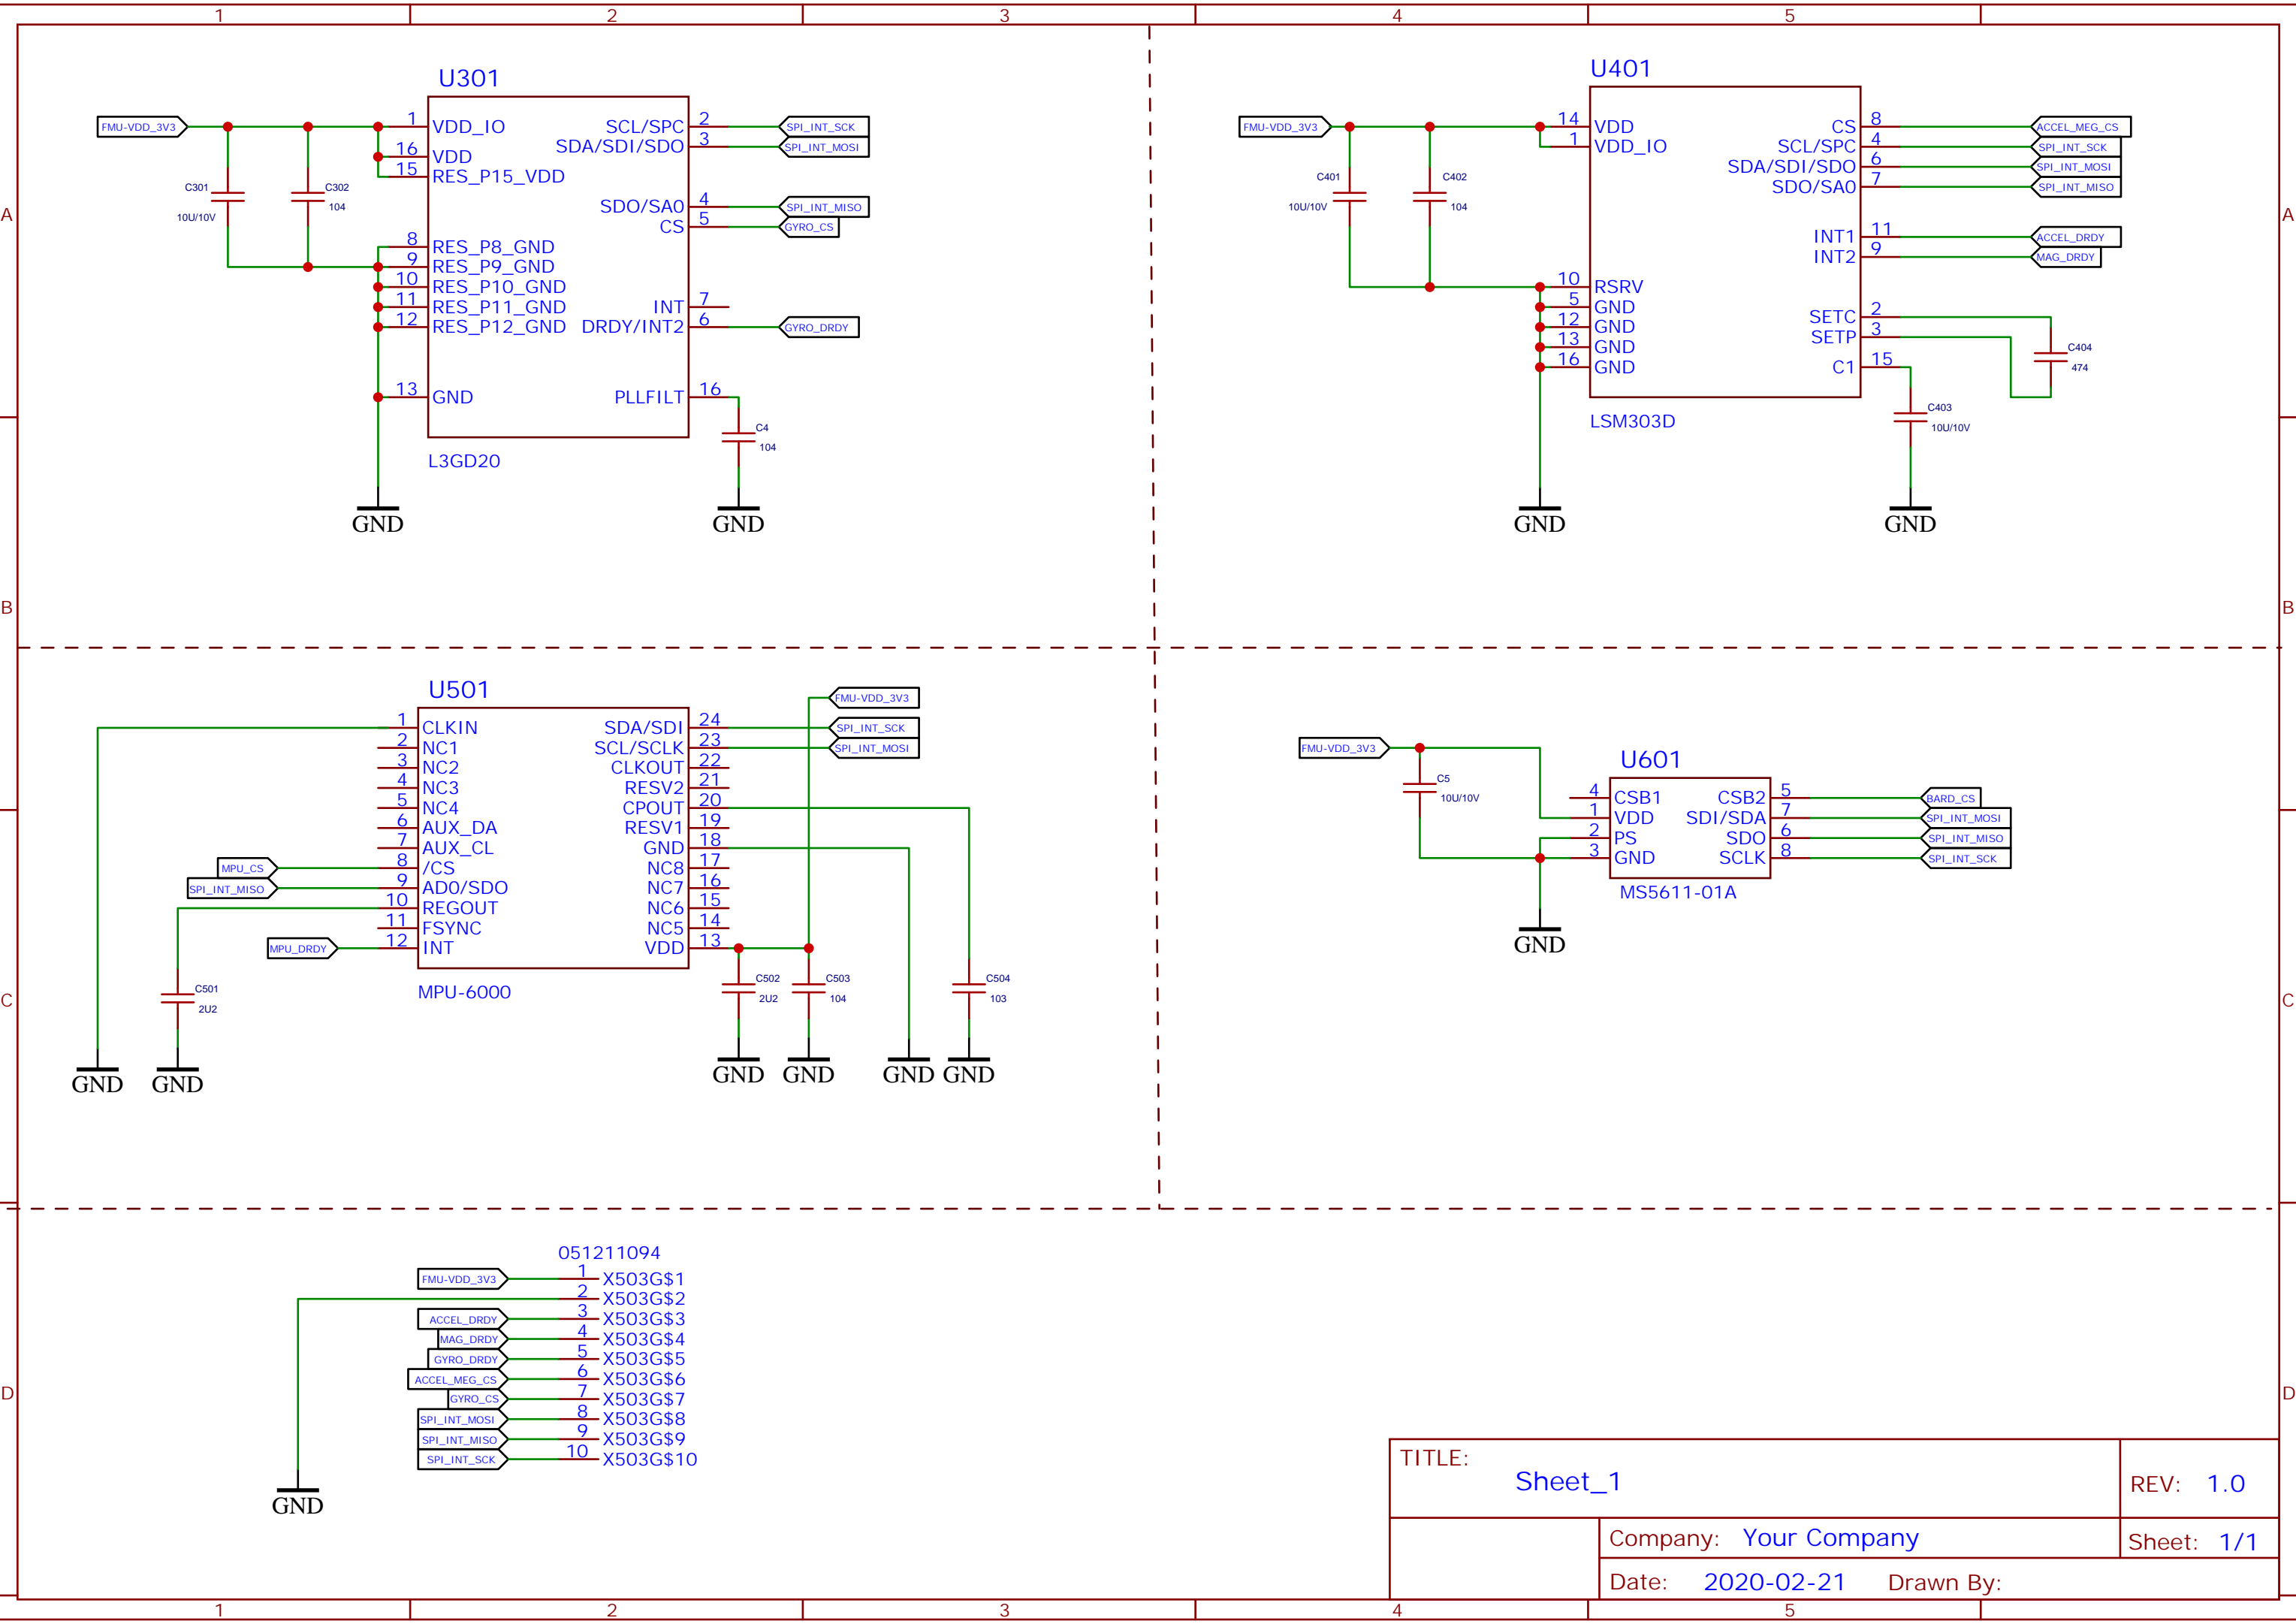 1 2 3 4 5
A
A
B
B
C
C
D
D
U301
FMU-VDD_3V3
C301
10U/10V
C302
104
1 VDD_IO
16 VDD
15 RES_P15_VDD
8 RES_P8_GND
9 RES_P9_GND
10 RES_P10_GND
11 RES_P11_GND
12 RES_P12_GND
13 GND
SCL/SPC 2 SPI_INT_SCK
SDA/SDI/SDO 3 SPI_INT_MOSI
SDO/SA0 4 SPI_INT_MISO
CS 5 GYRO_CS
INT 7
DRDY/INT2 6 GYRO_DRDY
PLLFILT 16
C4
104
L3GD20
GND
GND
U401
FMU-VDD_3V3
C401
10U/10V
C402
104
14 VDD
1 VDD_IO
10 RSRV
5 GND
12 GND
13 GND
16 GND
CS 8 ACCEL_MEG_CS
SCL/SPC 4 SPI_INT_SCK
SDA/SDI/SDO 6 SPI_INT_MOSI
SDO/SA0 7 SPI_INT_MISO
INT1 11 ACCEL_DRDY
INT2 9 MAG_DRDY
SETC 2
SETP 3
C1 15
C404
474
C403
10U/10V
LSM303D
GND
GND
U501
1 CLKIN
2 NC1
3 NC2
4 NC3
5 NC4
6 AUX_DA
7 AUX_CL
MPU_CS 8 /CS
SPI_INT_MISO 9 AD0/SDO
10 REGOUT
11 FSYNC
MPU_DRDY 12 INT
FMU-VDD_3V3
SDA/SDI 24 SPI_INT_SCK
SCL/SCLK 23 SPI_INT_MOSI
CLKOUT 22
RESV2 21
CPOUT 20
RESV1 19
GND 18
NC8 17
NC7 16
NC6 15
NC5 14
VDD 13
C501
2U2
C502
2U2
C503
104
C504
103
MPU-6000
GND
GND
GND
GND
GND
GND
U601
FMU-VDD_3V3
C5
10U/10V
4 CSB1
1 VDD
2 PS
3 GND
CSB2 5 BARD_CS
SDI/SDA 7 SPI_INT_MOSI
SDO 6 SPI_INT_MISO
SCLK 8 SPI_INT_SCK
MS5611-01A
GND
051211094
FMU-VDD_3V3 1 X503G$1
2 X503G$2
ACCEL_DRDY 3 X503G$3
MAG_DRDY 4 X503G$4
GYRO_DRDY 5 X503G$5
ACCEL_MEG_CS 6 X503G$6
GYRO_CS 7 X503G$7
SPI_INT_MOSI 8 X503G$8
SPI_INT_MISO 9 X503G$9
SPI_INT_SCK 10 X503G$10
GND
TITLE:
Sheet_1
REV: 1.0
Company: Your Company
Sheet: 1/1
Date: 2020-02-21 Drawn By:
1 2 3 4 5